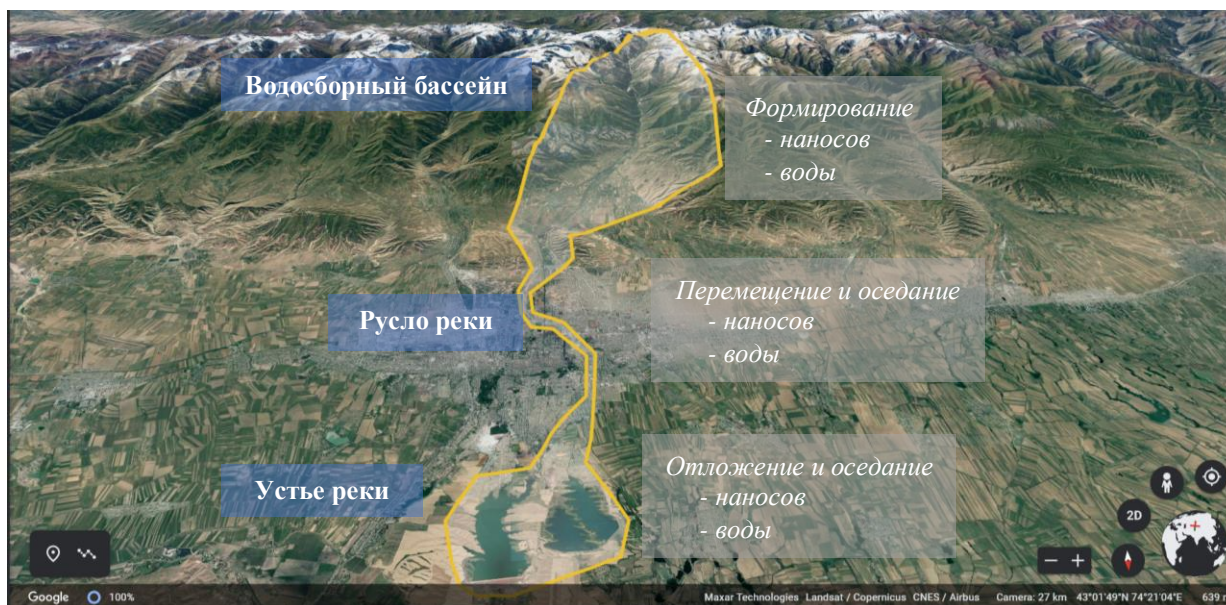 Водосборный бассейн
Формирование
- наносов
- воды
Русло реки
Перемещение и оседание
- наносов
- воды
Устье реки
Отложение и оседание
- наносов
- воды
2D
Google 100% Maxar Technologies Landsat / Copernicus CNES / Airbus Camera: 27 km 43°01'49"N 74°21'04"E 639 m